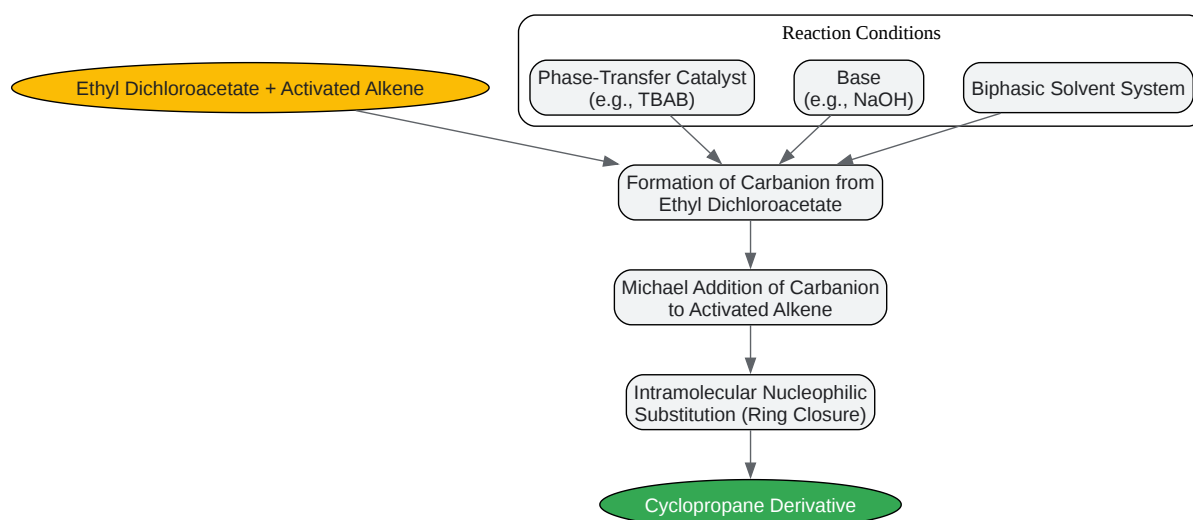 Reaction Conditions
Ethyl Dichloroacetate + Activated Alkene
Phase-Transfer Catalyst
(e.g., TBAB)
Base
(e.g., NaOH)
Biphasic Solvent System
Formation of Carbanion from
Ethyl Dichloroacetate
Michael Addition of Carbanion
to Activated Alkene
Intramolecular Nucleophilic
Substitution (Ring Closure)
Cyclopropane Derivative